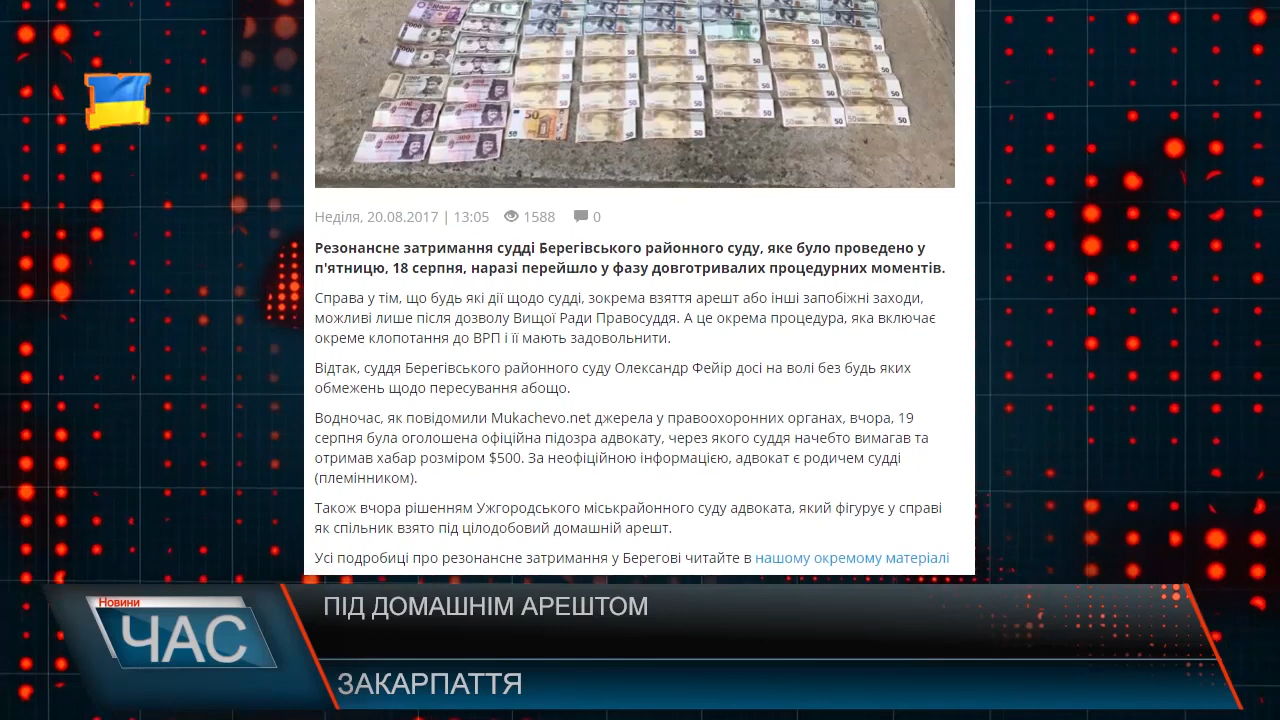 Неділя, 20.08.2017 | 13:05 1588 0
Резонансне затримання судді Берегівського районного суду, яке було проведено у
п'ятницю, 18 серпня, наразі перейшло у фазу довготривалих процедурних моментів.
Справа у тім, що будь які дії щодо судді, зокрема взяття арешт або інші запобіжні заходи,
можливі лише після дозволу Вищої Ради Правосуддя. А це окрема процедура, яка включає
окреме клопотання до ВРП і її мають задовольнити.
Відтак, суддя Берегівського районного суду Олександр Фейір досі на волі без будь яких
обмежень щодо пересування абощо.
Водночас, як повідомили Mukachevo.net джерела у правоохоронних органах, вчора, 19
серпня була оголошена офіційна підозра адвокату, через якого суддя начебто вимагав та
отримав хабар розміром $500. За неофіційною інформацією, адвокат є родичем судді
(племінником).
Також вчора рішенням Ужгородського міськрайонного суду адвоката, який фігурує у справі
як спільник взято під цілодобовий домашній арешт.
Усі подробиці про резонансне затримання у Берегові читайте в нашому окремому матеріалі
Новини
ЧАС
ПІД ДОМАШНІМ АРЕШТОМ
ЗАКАРПАТТЯ